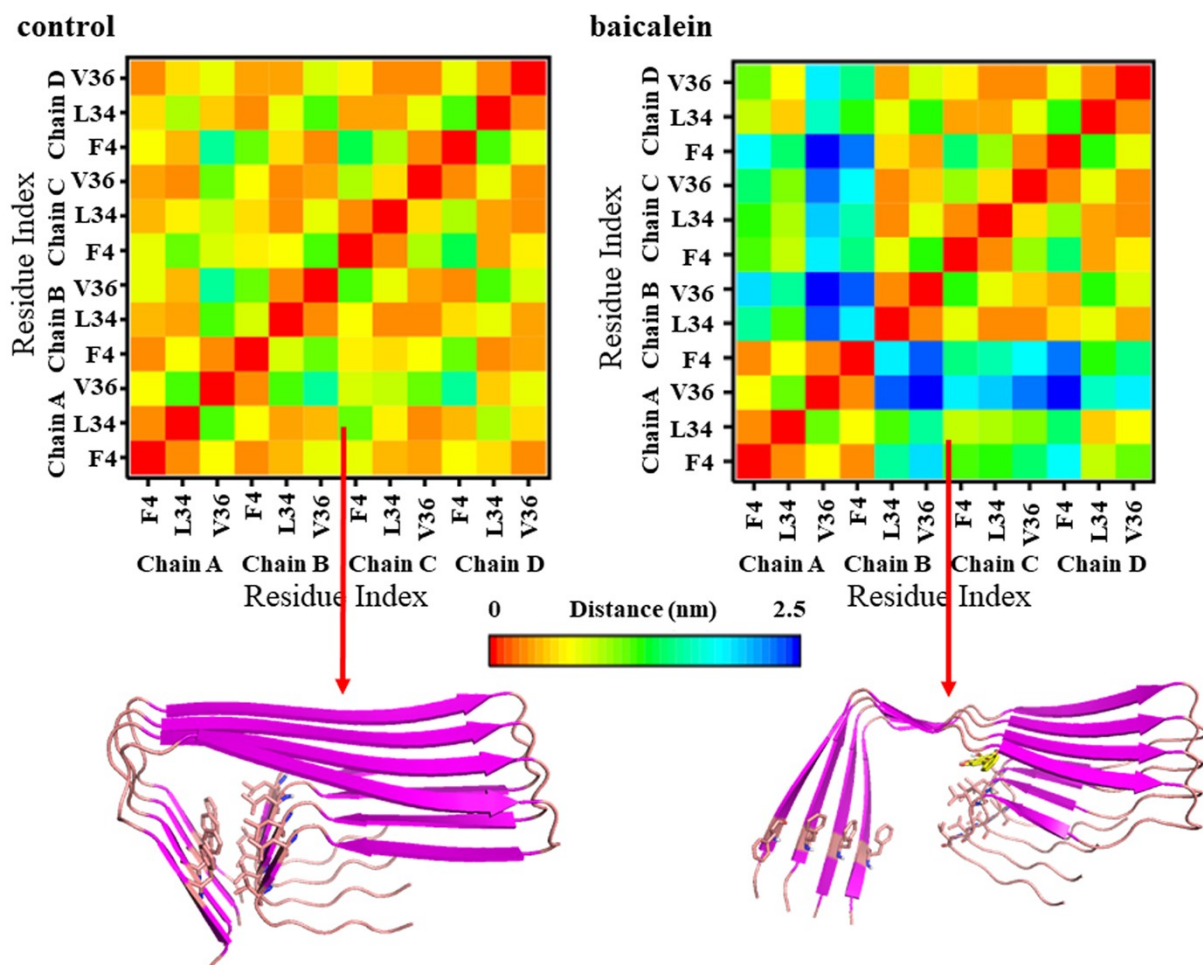 control
baicalein
Residue Index
Chain D
Chain C
Chain B
Chain A
V36
L34
F4
V36
L34
F4
V36
L34
F4
V36
L34
F4
F4
L34
V36
F4
L34
V36
F4
L34
V36
F4
L34
V36
Chain A
Chain B
Chain C
Chain D
Residue Index
Residue Index
Chain D
Chain C
Chain B
Chain A
V36
L34
F4
V36
L34
F4
V36
L34
F4
V36
L34
F4
F4
L34
V36
F4
L34
V36
F4
L34
V36
F4
L34
V36
Chain A
Chain B
Chain C
Chain D
Residue Index
0 Distance (nm) 2.5